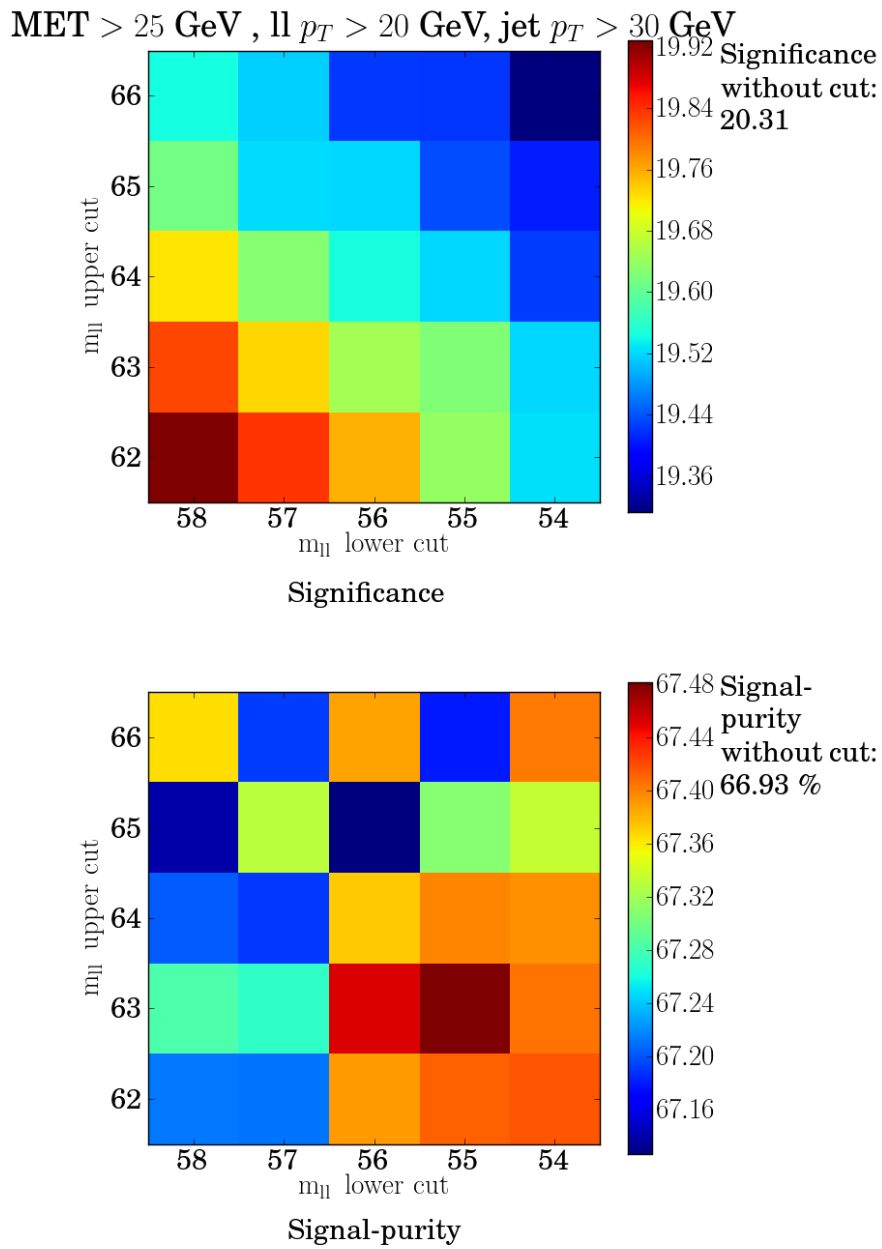 MET > 25 GeV , ll p_T > 20 GeV, jet p_T > 30 GeV
19.92
19.84
19.76
19.68
19.60
19.52
19.44
19.36
Significance
without cut:
20.31
66
65
64
63
62
m_ll upper cut
58 57 56 55 54
m_ll lower cut
Significance
67.48
67.44
67.40
67.36
67.32
67.28
67.24
67.20
67.16
Signal-
purity
without cut:
66.93 %
66
65
64
63
62
m_ll upper cut
58 57 56 55 54
m_ll lower cut
Signal-purity